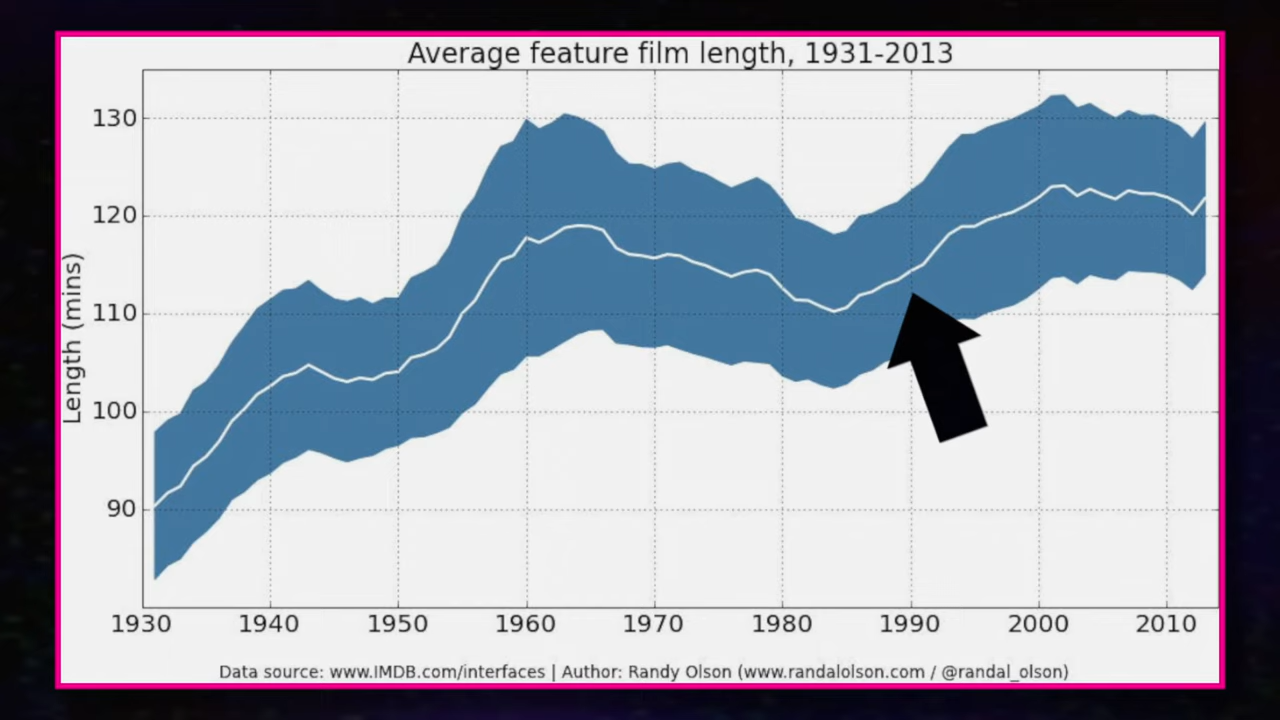 Average feature film length, 1931-2013
Length (mins)
130
120
110
100
90
1930 1940 1950 1960 1970 1980 1990 2000 2010
Data source: www.IMDB.com/interfaces | Author: Randy Olson (www.randalolson.com / @randal_olson)